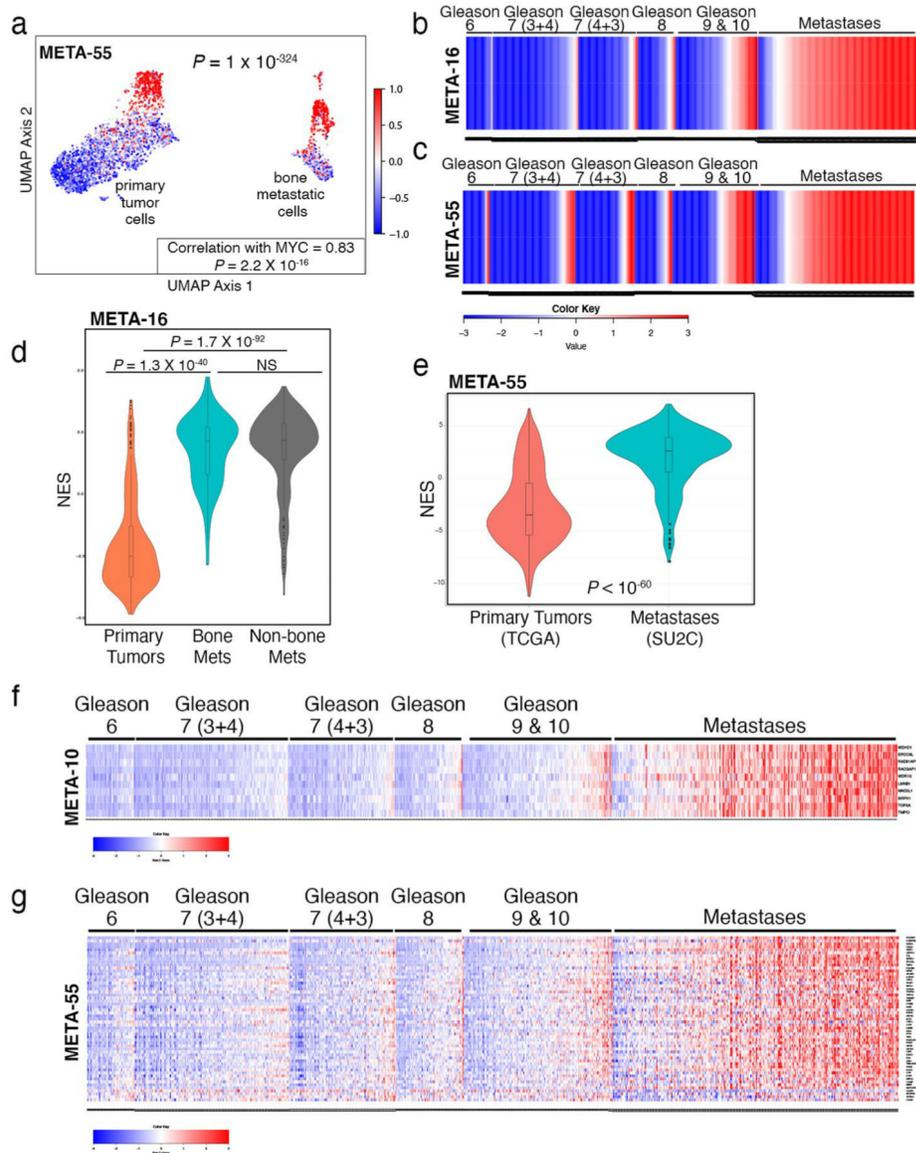 a
META-55
P = 1 x 10-324
UMAP Axis 2
primary
tumor
cells
bone
metastatic
cells
1.0
0.5
0.0
−0.5
−1.0
Correlation with MYC = 0.83
P = 2.2 X 10-16
UMAP Axis 1
b
Gleason Gleason Gleason Gleason Gleason
6 7 (3+4) 7 (4+3) 8 9 & 10 Metastases
META-16
c
Gleason Gleason Gleason Gleason Gleason
6 7 (3+4) 7 (4+3) 8 9 & 10 Metastases
META-55
Color Key
−3 −2 −1 0 1 2 3
Value
d
META-16
P = 1.7 X 10-92
P = 1.3 X 10-40 NS
NES
Primary
Tumors
Bone
Mets
Non-bone
Mets
e
META-55
NES
5
0
−5
−10
P < 10-60
Primary Tumors
(TCGA)
Metastases
(SU2C)
f
Gleason Gleason Gleason Gleason Gleason
6 7 (3+4) 7 (4+3) 8 9 & 10 Metastases
META-10
Color Key
g
Gleason Gleason Gleason Gleason Gleason
6 7 (3+4) 7 (4+3) 8 9 & 10 Metastases
META-55
Color Key